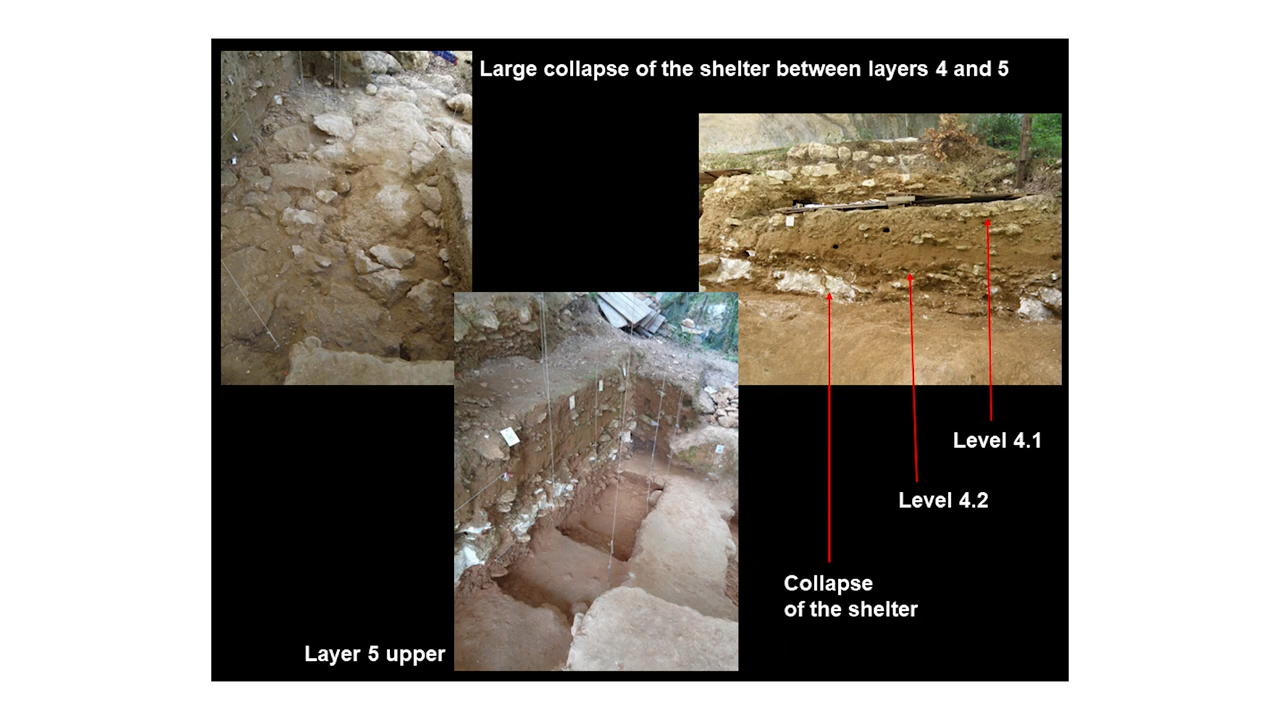 Large collapse of the shelter between layers 4 and 5
Level 4.1
Level 4.2
Collapse
of the shelter
Layer 5 upper